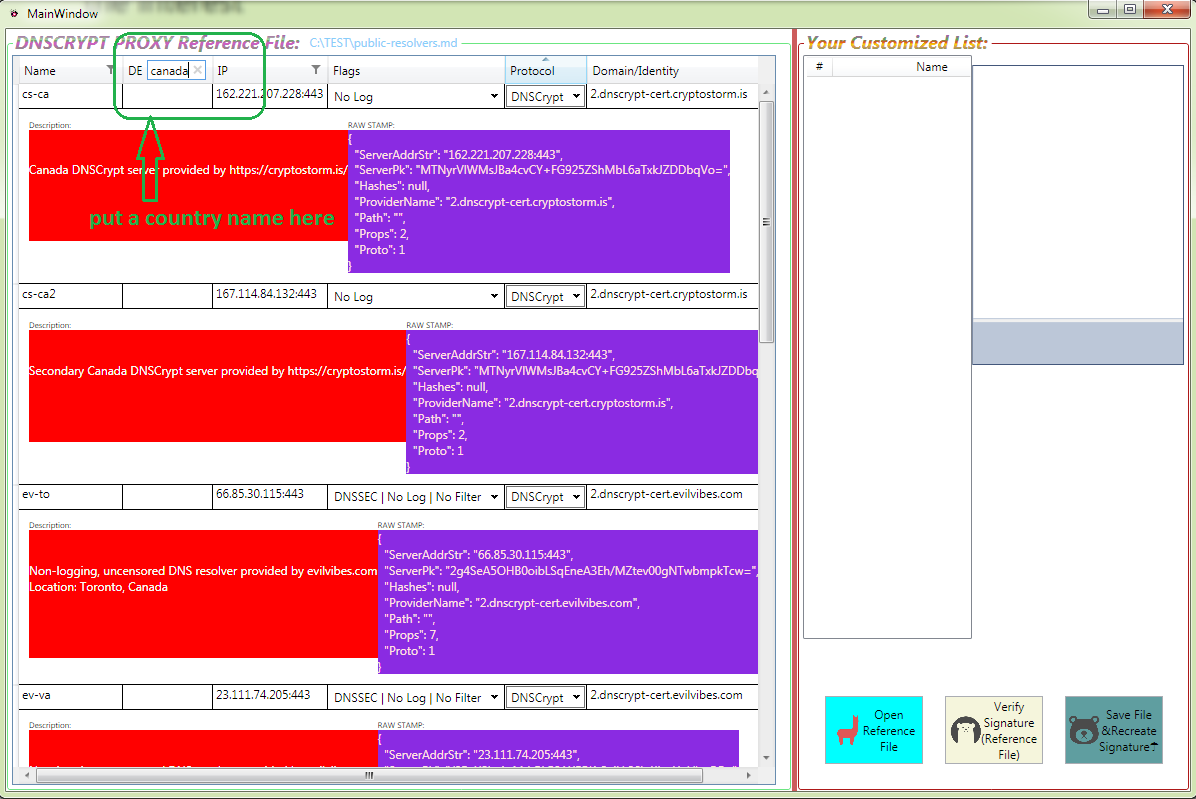 MainWindow
DNSCRYPT PROXY Reference File: C:\TEST\public-resolvers.md
Name DE canada IP Flags Protocol Domain/Identity
cs-ca 162.221.207.228:443 No Log DNSCrypt 2.dnscrypt-cert.cryptostorm.is
Description: RAW STAMP:
{
"ServerAddrStr": "162.221.207.228:443",
Canada DNSCrypt server provided by https://cryptostorm.is/
"ServerPk": "MTNyrVlWMsJBa4cvCY+FG925ZShMbL6aTxkJZDDbqVo=",
"Hashes": null,
"ProviderName": "2.dnscrypt-cert.cryptostorm.is",
"Path": "",
"Props": 2,
"Proto": 1
}
put a country name here
cs-ca2 167.114.84.132:443 No Log DNSCrypt 2.dnscrypt-cert.cryptostorm.is
Description: RAW STAMP:
{
"ServerAddrStr": "167.114.84.132:443",
Secondary Canada DNSCrypt server provided by https://cryptostorm.is/
"ServerPk": "MTNyrVlWMsJBa4cvCY+FG925ZShMbL6aTxkJZDDbq
"Hashes": null,
"ProviderName": "2.dnscrypt-cert.cryptostorm.is",
"Path": "",
"Props": 2,
"Proto": 1
}
ev-to 66.85.30.115:443 DNSSEC | No Log | No Filter DNSCrypt 2.dnscrypt-cert.evilvibes.com
Description: RAW STAMP:
{
"ServerAddrStr": "66.85.30.115:443",
Non-logging, uncensored DNS resolver provided by evilvibes.com
Location: Toronto, Canada
"ServerPk": "2g4SeA5OHB0oibLSqEneA3Eh/MZtev00gNTwbmpkTcw=",
"Hashes": null,
"ProviderName": "2.dnscrypt-cert.evilvibes.com",
"Path": "",
"Props": 7,
"Proto": 1
}
ev-va 23.111.74.205:443 DNSSEC | No Log | No Filter DNSCrypt 2.dnscrypt-cert.evilvibes.com
Description: RAW STAMP:
{
"ServerAddrStr": "23.111.74.205:443",
Your Customized List:
# Name
Open
Reference
File
Verify
Signature
(Reference
File)
Save File
&Recreate
Signature